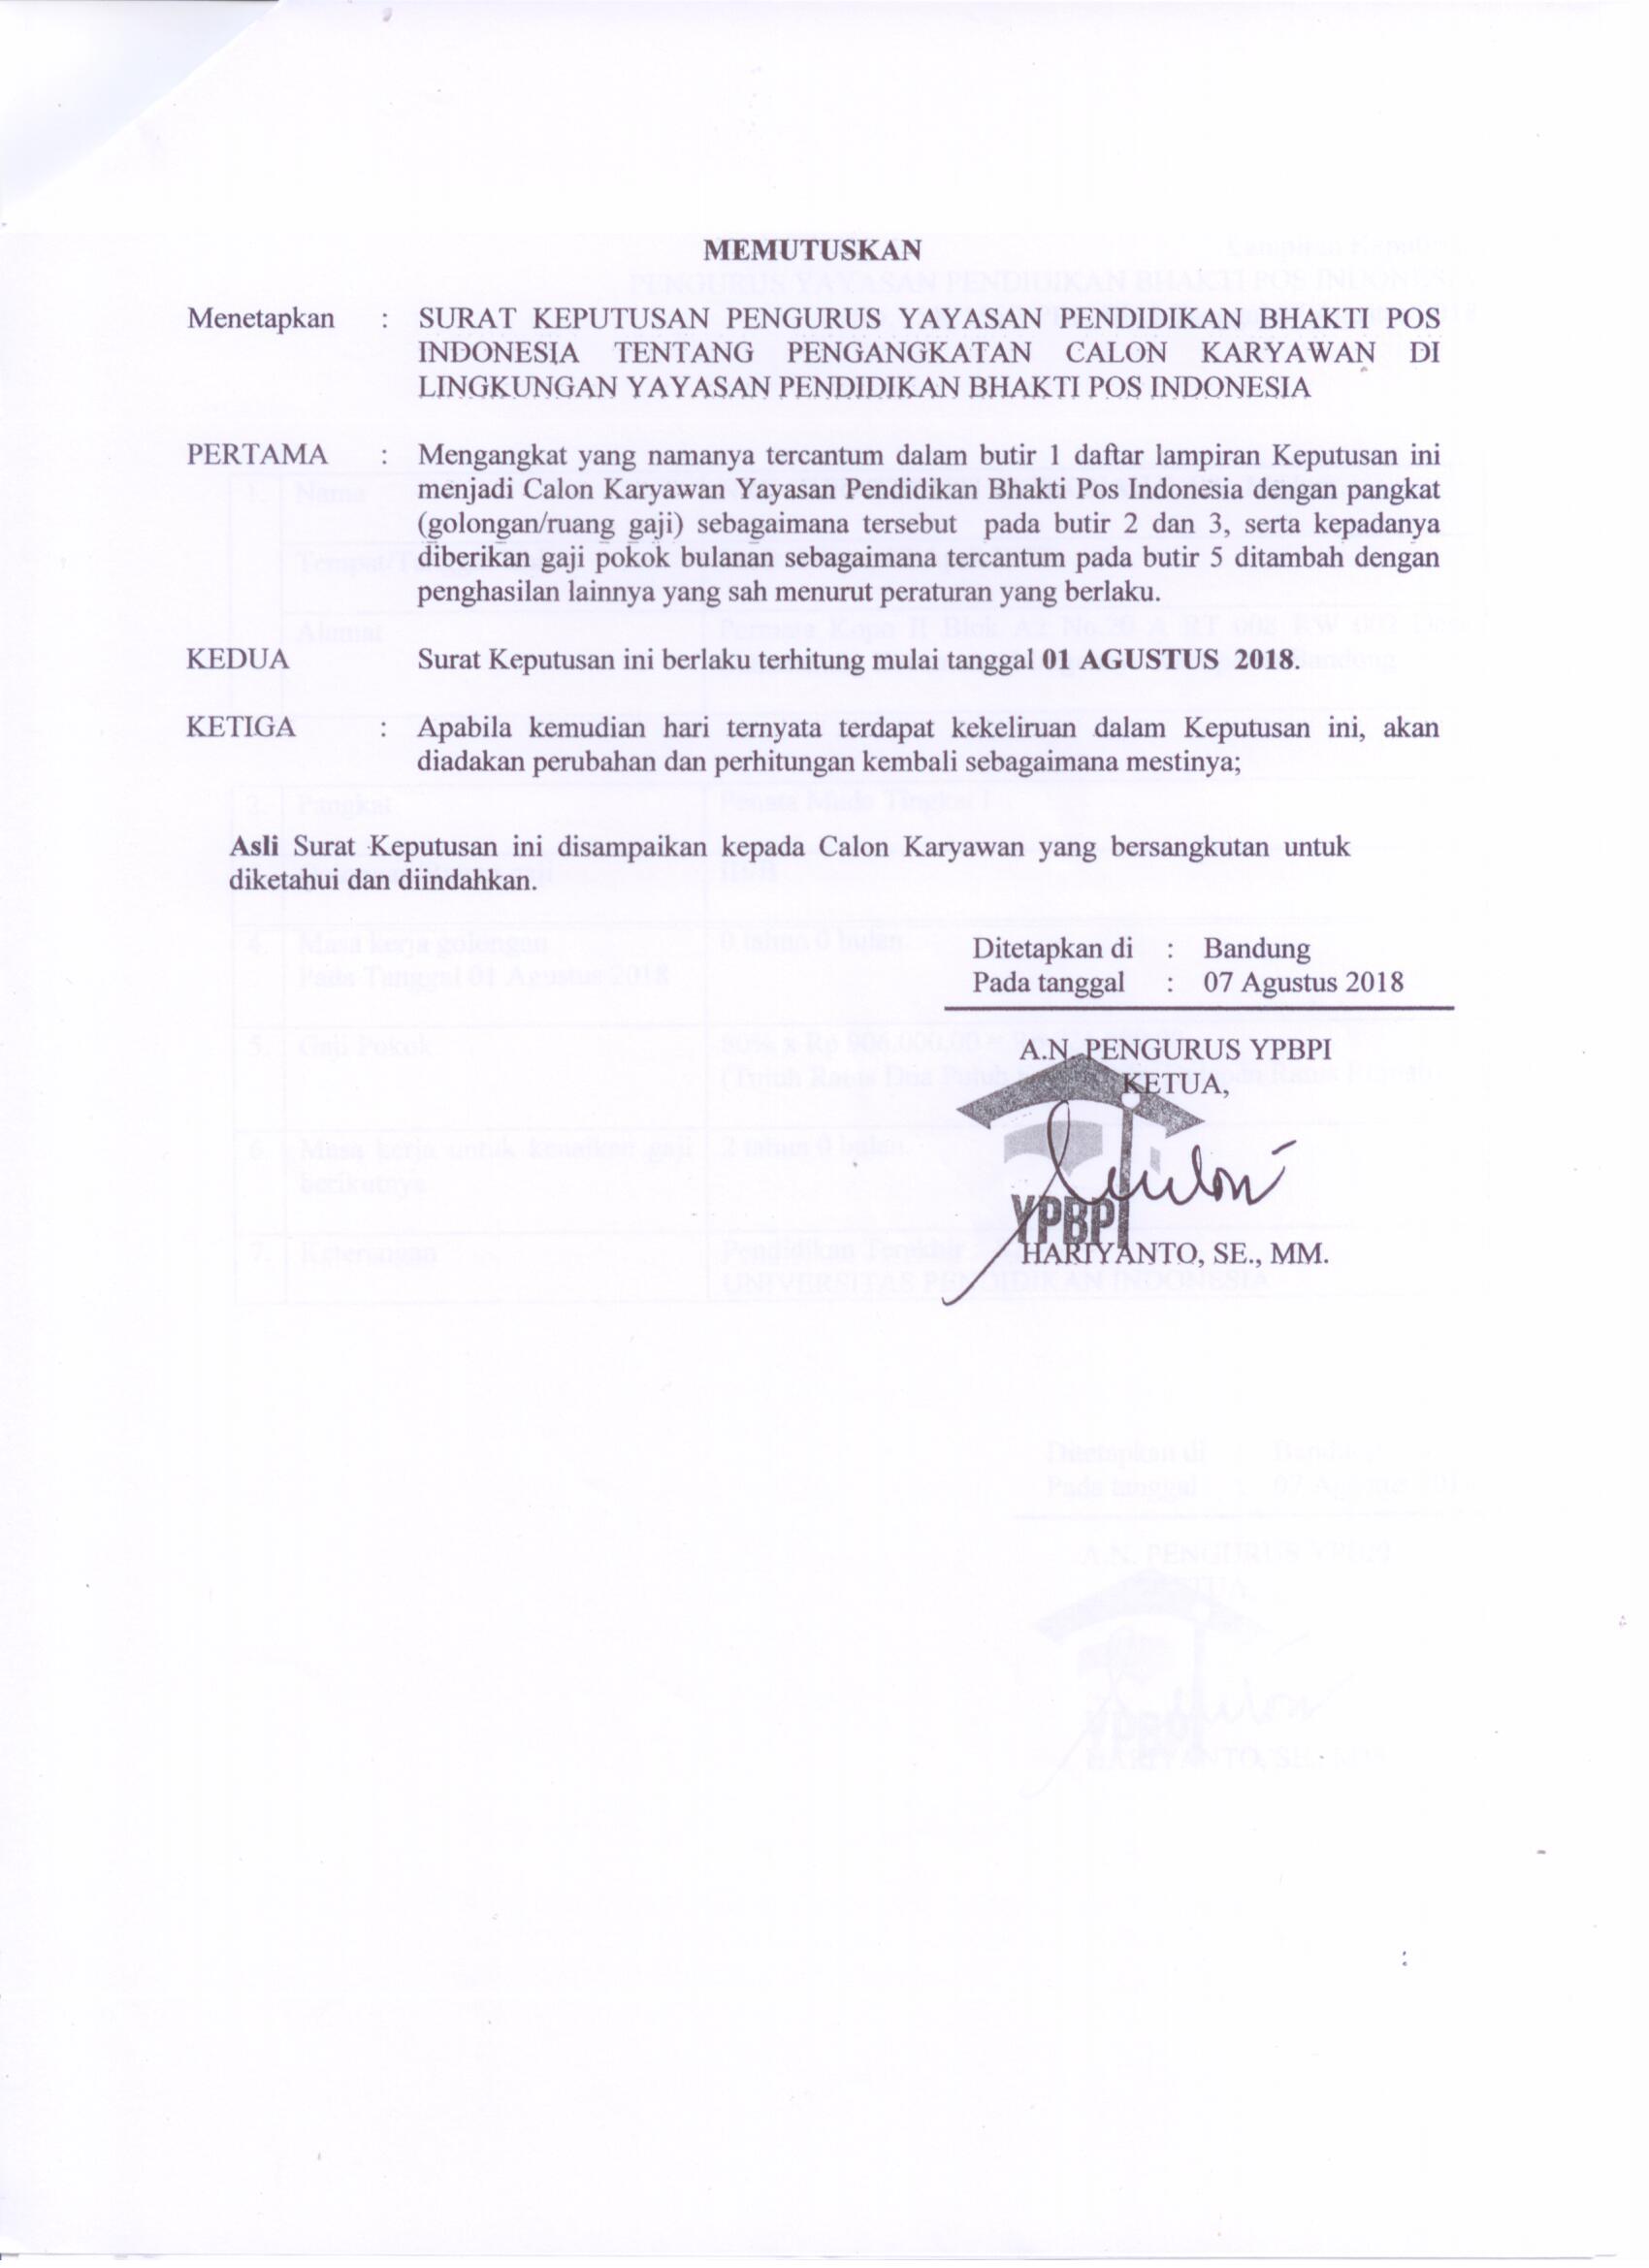 MEMUTUSKAN
Menetapkan : SURAT KEPUTUSAN PENGURUS YAYASAN PENDIDIKAN BHAKTI POS
INDONESIA TENTANG PENGANGKATAN CALON KARYAWAN DI
LINGKUNGAN YAYASAN PENDIDIKAN BHAKTI POS INDONESIA
PERTAMA : Mengangkat yang namanya tercantum dalam butir 1 daftar lampiran Keputusan ini
menjadi Calon Karyawan Yayasan Pendidikan Bhakti Pos Indonesia dengan pangkat
(golongan/ruang gaji) sebagaimana tersebut pada butir 2 dan 3, serta kepadanya
diberikan gaji pokok bulanan sebagaimana tercantum pada butir 5 ditambah dengan
penghasilan lainnya yang sah menurut peraturan yang berlaku.
KEDUA Surat Keputusan ini berlaku terhitung mulai tanggal 01 AGUSTUS 2018.
KETIGA : Apabila kemudian hari ternyata terdapat kekeliruan dalam Keputusan ini, akan
diadakan perubahan dan perhitungan kembali sebagaimana mestinya;
Asli Surat Keputusan ini disampaikan kepada Calon Karyawan yang bersangkutan untuk
diketahui dan diindahkan.
Ditetapkan di : Bandung
Pada tanggal : 07 Agustus 2018
A.N. PENGURUS YPBPI
KETUA,
YPBPI
HARIYANTO, SE., MM.